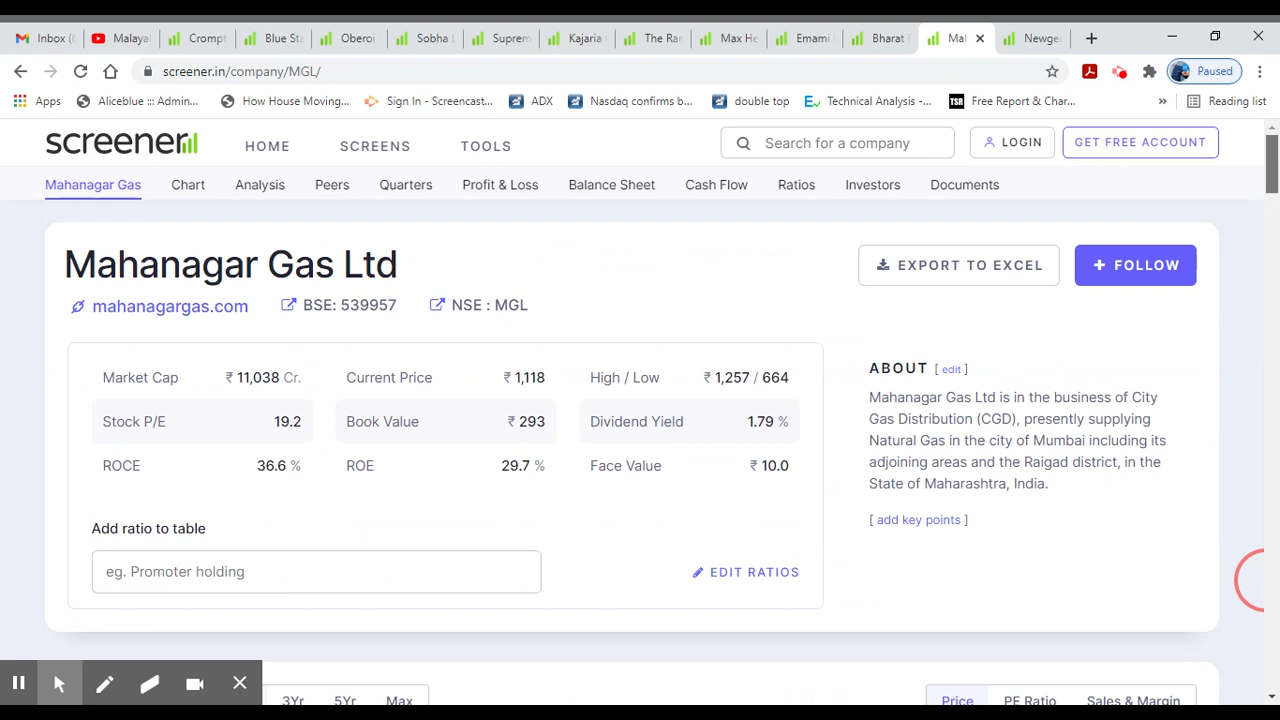 Inbox (
Malaya
Crompt
Blue Sta
Oberoi
Sobha
Suprem
Kajaria
The Ra
Max He
Emami
Bharat
Mah
Newge
screener.in/company/MGL/
Paused
Apps
Aliceblue ::: Admin...
How House Moving...
Sign In - Screencast...
ADX
Nasdaq confirms b...
double top
Technical Analysis -...
TSR
Free Report & Char...
»
Reading list
screener
HOME
SCREENS
TOOLS
Search for a company
LOGIN
GET FREE ACCOUNT
Mahanagar Gas
Chart
Analysis
Peers
Quarters
Profit & Loss
Balance Sheet
Cash Flow
Ratios
Investors
Documents
Mahanagar Gas Ltd
EXPORT TO EXCEL
+ FOLLOW
mahanagargas.com
BSE: 539957
NSE : MGL
Market Cap ₹ 11,038 Cr.
Current Price ₹ 1,118
High / Low ₹ 1,257 / 664
Stock P/E 19.2
Book Value ₹ 293
Dividend Yield 1.79 %
ROCE 36.6 %
ROE 29.7 %
Face Value ₹ 10.0
Add ratio to table
eg. Promoter holding
EDIT RATIOS
ABOUT [ edit ]
Mahanagar Gas Ltd is in the business of City
Gas Distribution (CGD), presently supplying
Natural Gas in the city of Mumbai including its
adjoining areas and the Raigad district, in the
State of Maharashtra, India.
[ add key points ]
3Yr
5Yr
Max
Price
PE Ratio
Sales & Margin